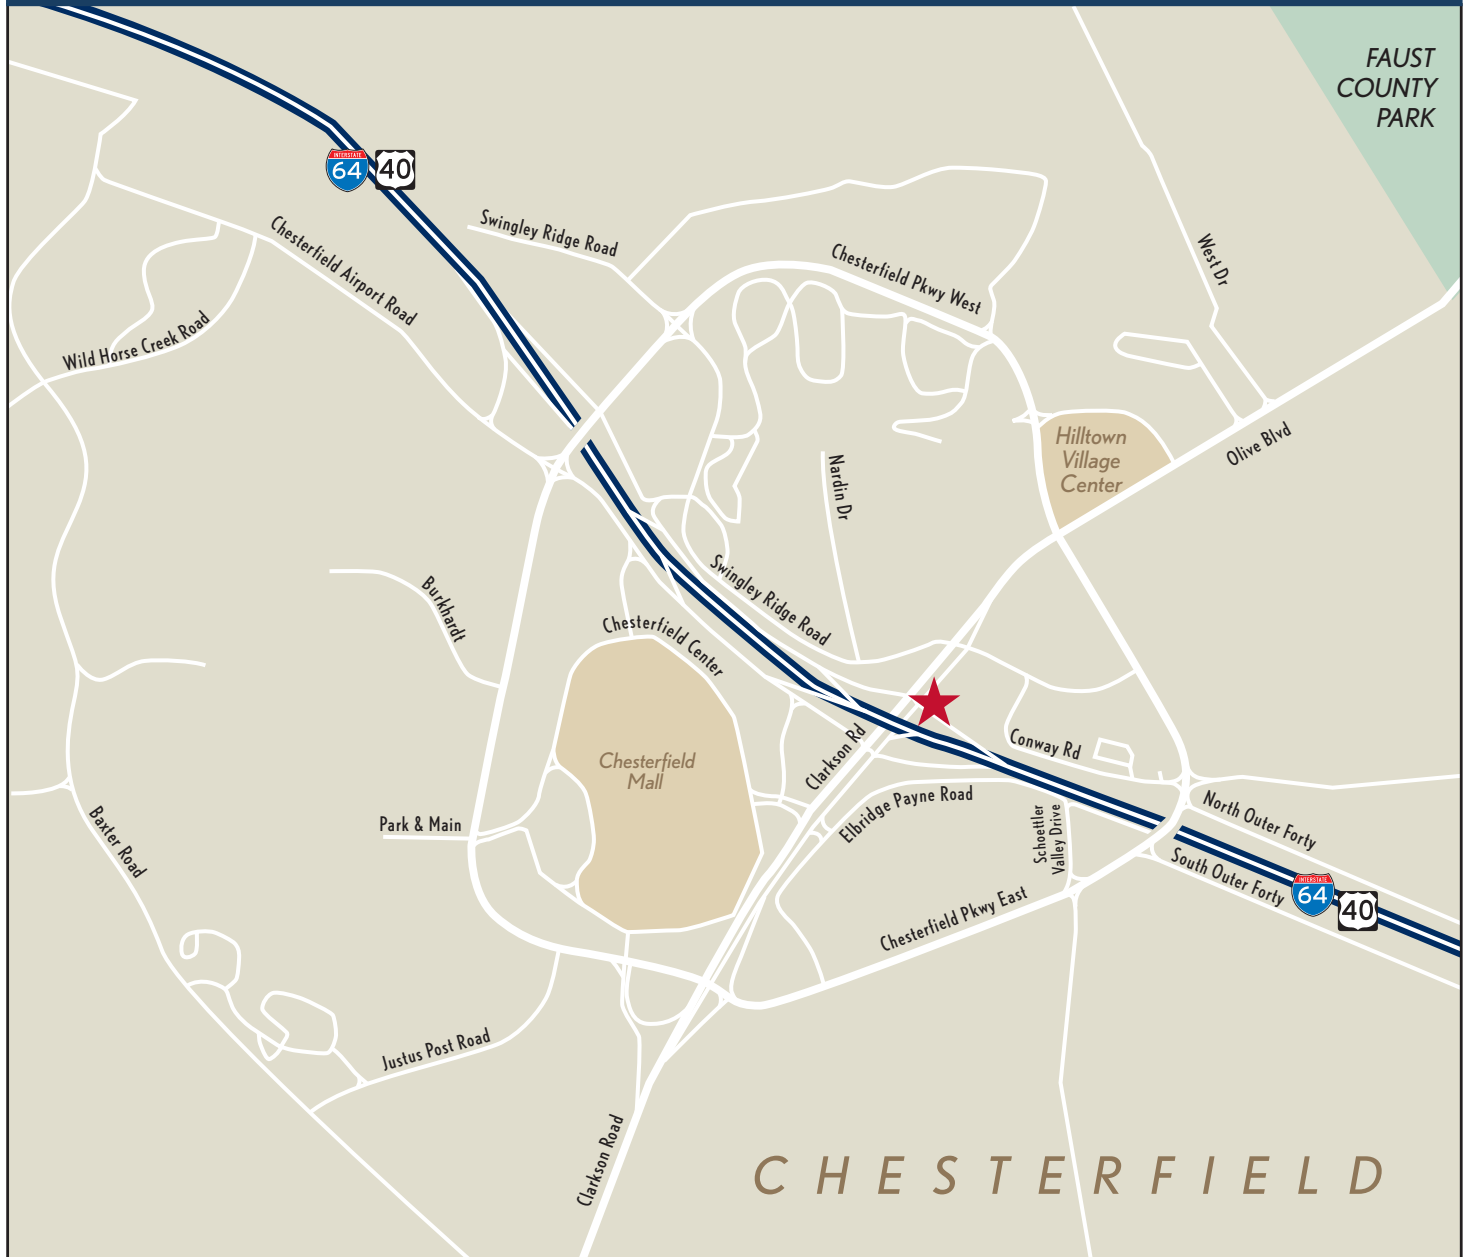 FAUST
COUNTY
PARK
INTERSTATE
64
40
Swingley Ridge Road
Chesterfield Airport Road
Chesterfield Pkwy West
West Dr
Wild Horse Creek Road
Hilltown
Village
Center
Olive Blvd
Nardin Dr
Swingley Ridge Road
Burkhardt
Chesterfield Center
Chesterfield
Mall
Clarkson Rd
Conway Rd
Elbridge Payne Road
North Outer Forty
Schoettler
Valley Drive
Park & Main
Baxter Road
South Outer Forty
INTERSTATE
64
40
Chesterfield Pkwy East
Justus Post Road
Clarkson Road
CHESTERFIELD